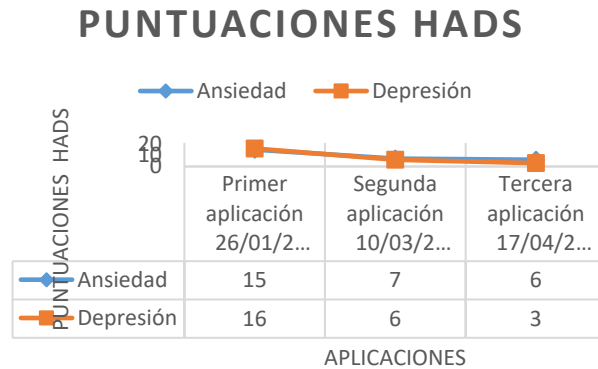 PUNTUACIONES HADS
Ansiedad Depresión
PUNTUACIONES HADS
20
10
0
Primer aplicación 26/01/2...
Segunda aplicación 10/03/2...
Tercera aplicación 17/04/2...
Ansiedad 15 7 6
Depresión 16 6 3
APLICACIONES